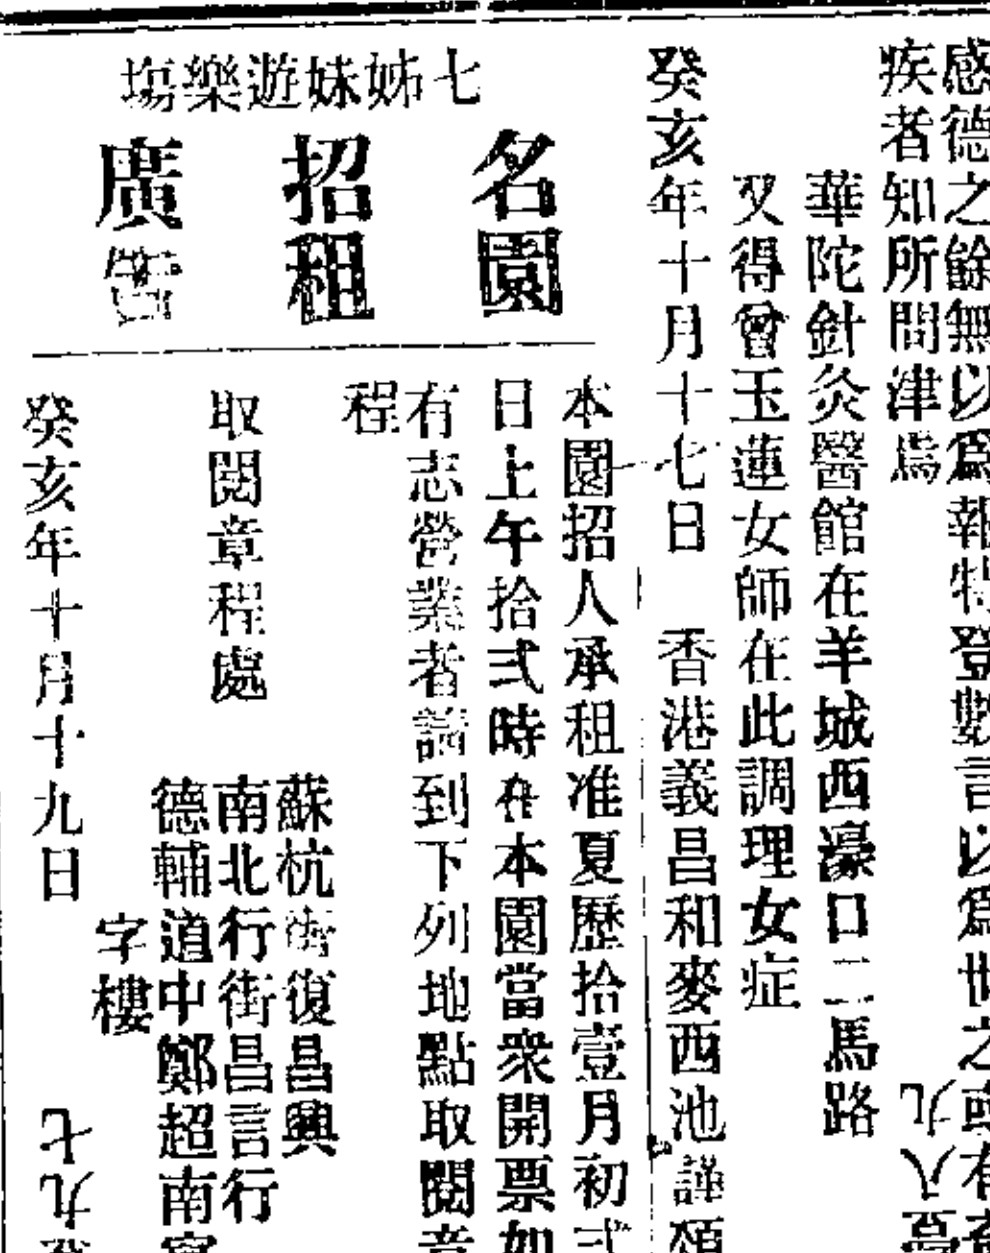 感德之餘無以爲報特登數言以爲世之或有
疾者知所問津焉
華陀針灸醫館在羊城西濠口二馬路
又得曾玉蓮女師在此調理女症
癸亥年十月十七日 香港義昌和麥西池謹頌
七姊妹遊樂塲
名園
招租
廣告
本園招人承租准夏歷拾壹月初弍
日上午拾弍時在本園當衆開票如
有志營業者請到下列地點取閱章
程
取閱章程處
蘇杭街復昌興
南北行街昌言行
德輔道中鄭超南寫
字樓
癸亥年十月十九日